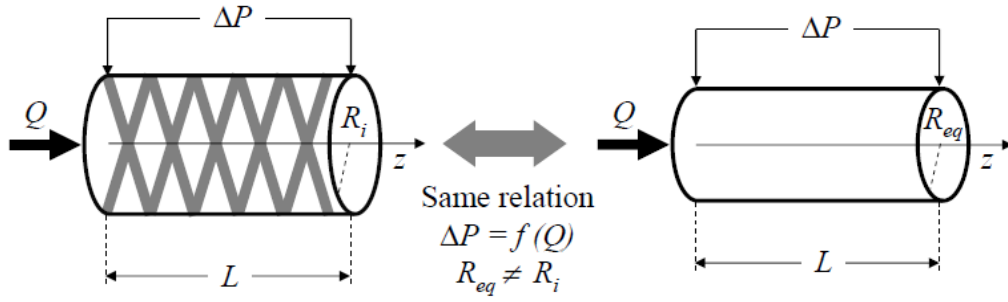 ΔP
Q
R_i
z
L
Same relation
ΔP = f (Q)
R_eq ≠ R_i
ΔP
Q
R_eq
z
L